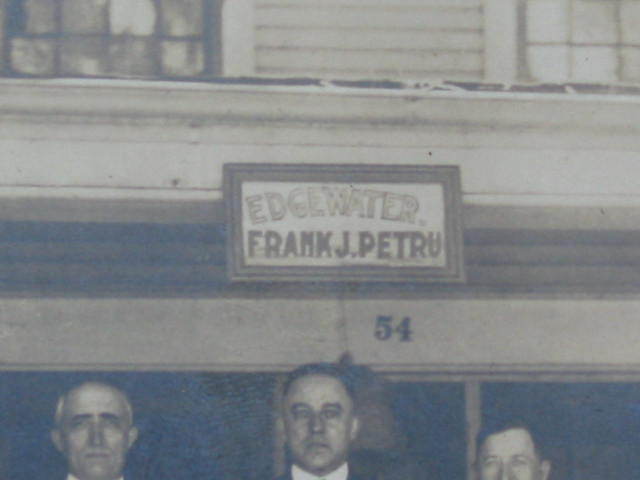 EDGEWATER.
FRANK J. PETRU
54